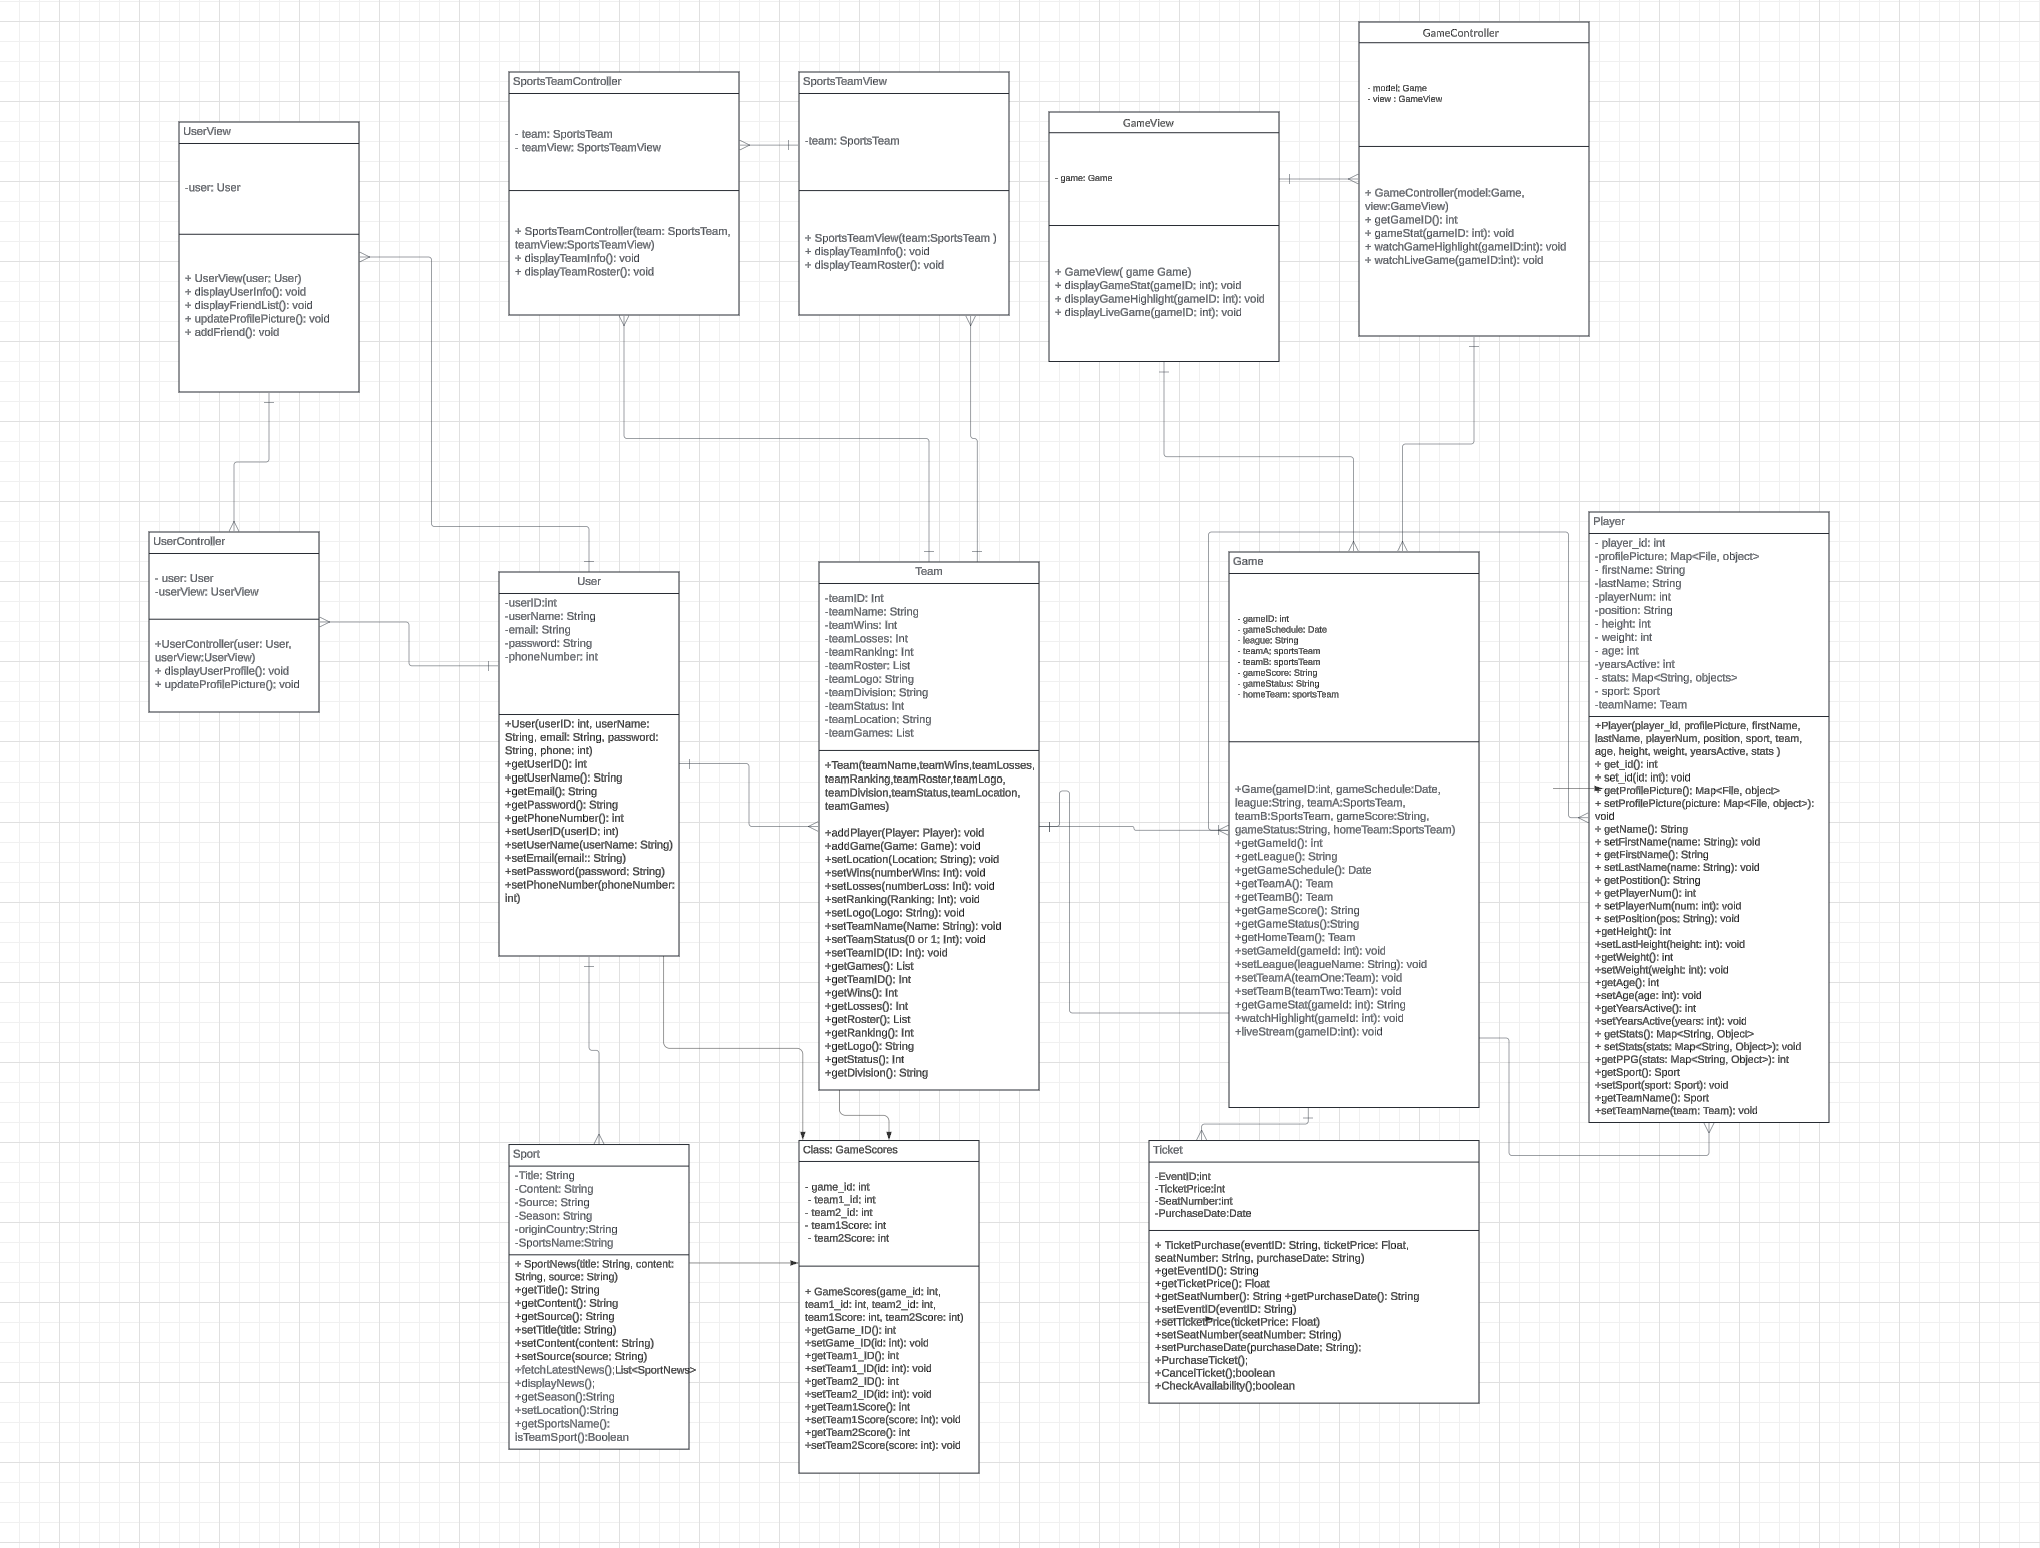 GameController
- model: Game
- view : GameView
+ GameController(model:Game,
view:GameView)
+ getGameID(): int
+ gameStat(gameID: int): void
+ watchGameHighlight(gameID:int): void
+ watchLiveGame(gameID:int): void
SportsTeamController
- team: SportsTeam
- teamView: SportsTeamView
+ SportsTeamController(team: SportsTeam,
teamView:SportsTeamView)
+ displayTeamInfo(): void
+ displayTeamRoster(): void
SportsTeamView
-team: SportsTeam
+ SportsTeamView(team:SportsTeam )
+ displayTeamInfo(): void
+ displayTeamRoster(): void
GameView
- game: Game
+ GameView( game Game)
+ displayGameStat(gameID: int): void
+ displayGameHighlight(gameID: int): void
+ displayLiveGame(gameID: int): void
UserView
-user: User
+ UserView(user: User)
+ displayUserInfo(): void
+ displayFriendList(): void
+ updateProfilePicture(): void
+ addFriend(): void
UserController
- user: User
-userView: UserView
+UserController(user: User,
userView:UserView)
+ displayUserProfile(): void
+ updateProfilePicture(): void
User
-userID:int
-userName: String
-email: String
-password: String
-phoneNumber: int
+User(userID: int, userName:
String, email: String, password:
String, phone: int)
+getUserID(): int
+getUserName(): String
+getEmail(): String
+getPassword(): String
+getPhoneNumber(): int
+setUserID(userID: int)
+setUserName(userName: String)
+setEmail(email:: String)
+setPassword(password: String)
+setPhoneNumber(phoneNumber:
int)
Team
-teamID: Int
-teamName: String
-teamWins: Int
-teamLosses: Int
-teamRanking: Int
-teamRoster: List
-teamLogo: String
-teamDivision: String
-teamStatus: Int
-teamLocation: String
-teamGames: List
+Team(teamName,teamWins,teamLosses,
teamRanking,teamRoster,teamLogo,
teamDivision,teamStatus,teamLocation,
teamGames)
+addPlayer(Player: Player): void
+addGame(Game: Game): void
+setLocation(Location: String): void
+setWins(numberWins: Int): void
+setLosses(numberLoss: Int): void
+setRanking(Ranking: Int): void
+setLogo(Logo: String): void
+setTeamName(Name: String): void
+setTeamStatus(0 or 1: Int): void
+setTeamID(ID: Int): void
+getGames(): List
+getTeamID(): Int
+getWins(): Int
+getLosses(): Int
+getRoster(): List
+getRanking(): Int
+getLogo(): String
+getStatus(): Int
+getDivision(): String
Game
- gameID: int
- gameSchedule: Date
- league: String
- teamA: sportsTeam
- teamB: sportsTeam
- gameScore: String
- gameStatus: String
- homeTeam: sportsTeam
+Game(gameID:int, gameSchedule:Date,
league:String, teamA:SportsTeam,
teamB:SportsTeam, gameScore:String,
gameStatus:String, homeTeam:SportsTeam)
+getGameId(): int
+getLeague(): String
+getGameSchedule(): Date
+getTeamA(): Team
+getTeamB(): Team
+getGameScore(): String
+getGameStatus():String
+getHomeTeam(): Team
+setGameId(gameId: int): void
+setLeague(leagueName: String): void
+setTeamA(teamOne:Team): void
+setTeamB(teamTwo:Team): void
+getGameStat(gameId: int): String
+watchHighlight(gameId: int): void
+liveStream(gameID:int): void
Player
- player_id: int
-profilePicture: Map<File, object>
- firstName: String
-lastName: String
-playerNum: int
-position: String
- height: int
- weight: int
- age: int
-yearsActive: int
- stats: Map<String, objects>
- sport: Sport
-teamName: Team
+Player(player_id, profilePicture, firstName,
lastName, playerNum, position, sport, team,
age, height, weight, yearsActive, stats )
+ get_id(): int
+ set_id(id: int): void
+ getProfilePicture(): Map<File, object>
+ setProfilePicture(picture: Map<File, object>):
void
+ getName(): String
+ setFirstName(name: String): void
+ getFirstName(): String
+ setLastName(name: String): void
+ getPostition(): String
+ getPlayerNum(): int
+ setPlayerNum(num: int): void
+ setPosition(pos: String): void
+getHeight(): int
+setLastHeight(height: int): void
+getWeight(): int
+setWeight(weight: int): void
+getAge(): int
+setAge(age: int): void
+getYearsActive(): int
+setYearsActive(years: int): void
+ getStats(): Map<String, Object>
+ setStats(stats: Map<String, Object>): void
+getPPG(stats: Map<String, Object>): int
+getSport(): Sport
+setSport(sport: Sport): void
+getTeamName(): Sport
+setTeamName(team: Team): void
Sport
-Title: String
-Content: String
-Source: String
-Season: String
-originCountry:String
-SportsName:String
+ SportNews(title: String, content:
String, source: String)
+getTitle(): String
+getContent(): String
+getSource(): String
+setTitle(title: String)
+setContent(content: String)
+setSource(source: String)
+fetchLatestNews();List<SportNews>
+displayNews();
+getSeason():String
+setLocation():String
+getSportsName():
isTeamSport():Boolean
Class: GameScores
- game_id: int
- team1_id: int
- team2_id: int
- team1Score: int
- team2Score: int
+ GameScores(game_id: int,
team1_id: int, team2_id: int,
team1Score: int, team2Score: int)
+getGame_ID(): int
+setGame_ID(id: int): void
+getTeam1_ID(): int
+setTeam1_ID(id: int): void
+getTeam2_ID(): int
+setTeam2_ID(id: int): void
+getTeam1Score(): int
+setTeam1Score(score: int): void
+getTeam2Score(): int
+setTeam2Score(score: int): void
Ticket
-EventID:int
-TicketPrice:int
-SeatNumber:int
-PurchaseDate:Date
+ TicketPurchase(eventID: String, ticketPrice: Float,
seatNumber: String, purchaseDate: String)
+getEventID(): String
+getTicketPrice(): Float
+getSeatNumber(): String +getPurchaseDate(): String
+setEventID(eventID: String)
+setTicketPrice(ticketPrice: Float)
+setSeatNumber(seatNumber: String)
+setPurchaseDate(purchaseDate: String);
+PurchaseTicket();
+CancelTicket();boolean
+CheckAvailability();boolean